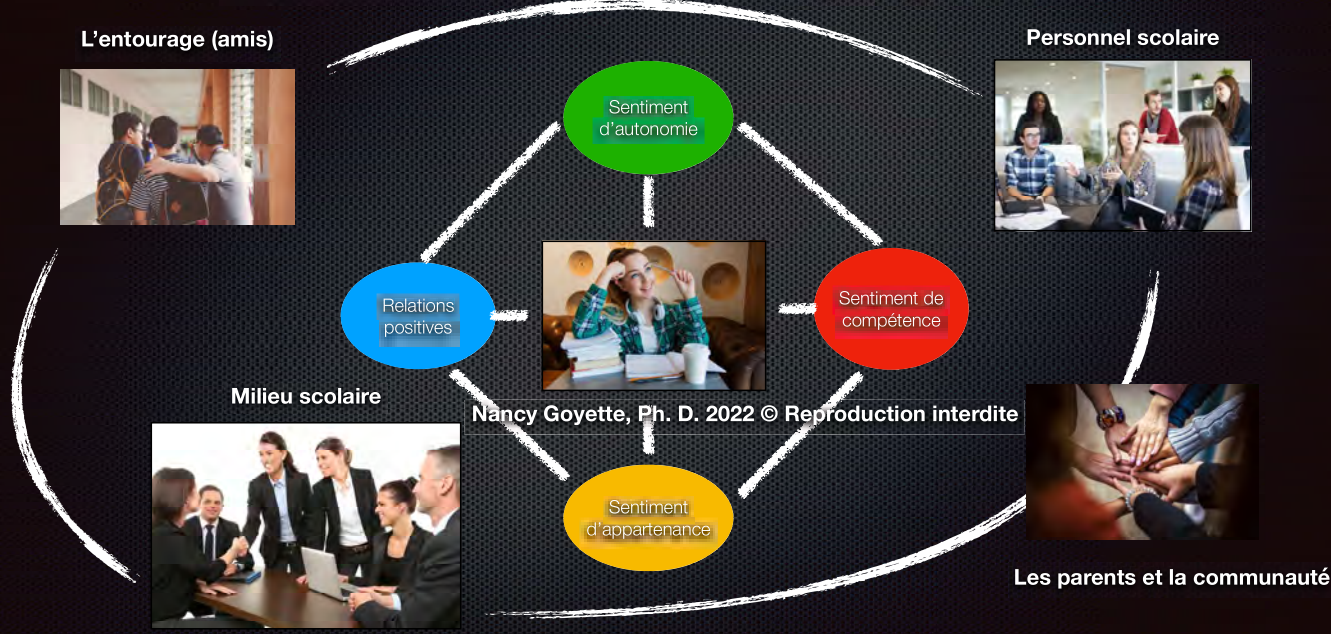 L'entourage (amis)
Personnel scolaire
Sentiment
d'autonomie
Relations
positives
Sentiment de
compétence
Milieu scolaire
Nancy Goyette, Ph. D. 2022 © Reproduction interdite
Sentiment
d'appartenance
Les parents et la communauté